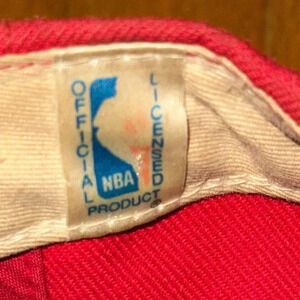 OFFICIAL
LICENSED
NBA
PRODUCT®